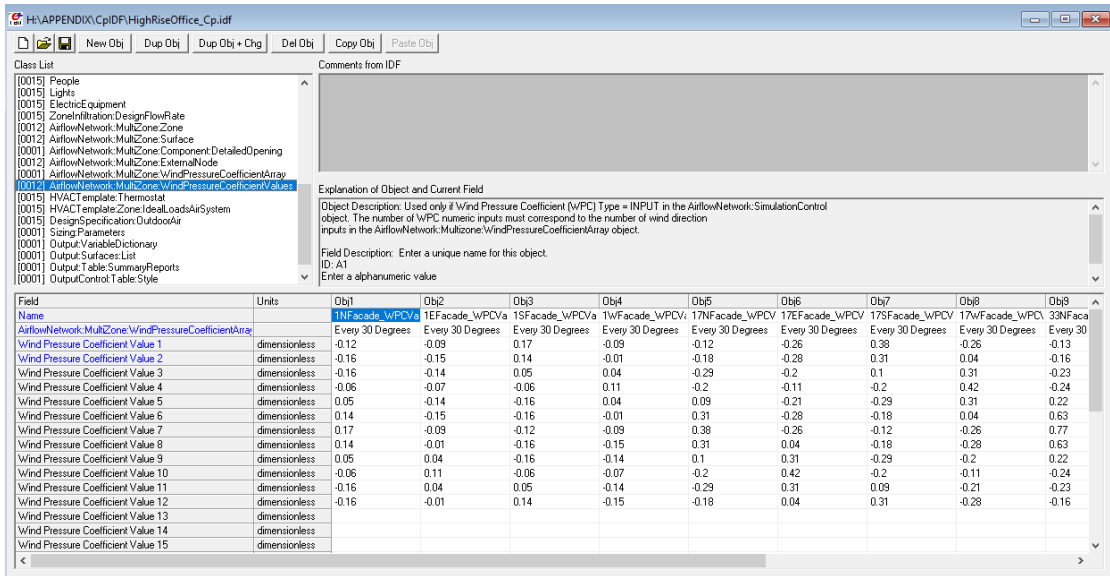 H:\APPENDIX\CpIDF\HighRiseOffice_Cp.idf
New Obj Dup Obj Dup Obj + Chg Del Obj Copy Obj Paste Obj
Class List
[0015] People
[0015] Lights
[0015] ElectricEquipment
[0015] ZoneInfiltration:DesignFlowRate
[0012] AirflowNetwork:MultiZone:Zone
[0012] AirflowNetwork:MultiZone:Surface
[0001] AirflowNetwork:MultiZone:Component:DetailedOpening
[0012] AirflowNetwork:MultiZone:ExternalNode
[0001] AirflowNetwork:MultiZone:WindPressureCoefficientArray
[0012] AirflowNetwork:MultiZone:WindPressureCoefficientValues
[0015] HVACTemplate:Thermostat
[0015] HVACTemplate:Zone:IdealLoadsAirSystem
[0015] DesignSpecification:OutdoorAir
[0001] Sizing:Parameters
[0001] Output:VariableDictionary
[0001] Output:Surfaces:List
[0001] Output:Table:SummaryReports
[0001] OutputControl:Table:Style
Comments from IDF
Explanation of Object and Current Field
Object Description: Used only if Wind Pressure Coefficient (WPC) Type = INPUT in the AirflowNetwork:SimulationControl
object. The number of WPC numeric inputs must correspond to the number of wind direction
inputs in the AirflowNetwork:Multizone:WindPressureCoefficientArray object.
Field Description: Enter a unique name for this object.
ID: A1
Enter a alphanumeric value
Field Units Obj1 Obj2 Obj3 Obj4 Obj5 Obj6 Obj7 Obj8 Obj9
Name 1NFacade_WPCVa 1EFacade_WPCVa 1SFacade_WPCVa 1WFacade_WPCVa 17NFacade_WPCV 17EFacade_WPCV 17SFacade_WPCV 17WFacade_WPC\ 33NFaca
AirflowNetwork:MultiZone:WindPressureCoefficientArray Every 30 Degrees Every 30 Degrees Every 30 Degrees Every 30 Degrees Every 30 Degrees Every 30 Degrees Every 30 Degrees Every 30 Degrees Every 30
Wind Pressure Coefficient Value 1 dimensionless -0.12 -0.09 0.17 -0.09 -0.12 -0.26 0.38 -0.26 -0.13
Wind Pressure Coefficient Value 2 dimensionless -0.16 -0.15 0.14 -0.01 -0.18 -0.28 0.31 0.04 -0.16
Wind Pressure Coefficient Value 3 dimensionless -0.16 -0.14 0.05 0.04 -0.29 -0.2 0.1 0.31 -0.23
Wind Pressure Coefficient Value 4 dimensionless -0.06 -0.07 -0.06 0.11 -0.2 -0.11 -0.2 0.42 -0.24
Wind Pressure Coefficient Value 5 dimensionless 0.05 -0.14 -0.16 0.04 0.09 -0.21 -0.29 0.31 0.22
Wind Pressure Coefficient Value 6 dimensionless 0.14 -0.15 -0.16 -0.01 0.31 -0.28 -0.18 0.04 0.63
Wind Pressure Coefficient Value 7 dimensionless 0.17 -0.09 -0.12 -0.09 0.38 -0.26 -0.12 -0.26 0.77
Wind Pressure Coefficient Value 8 dimensionless 0.14 -0.01 -0.16 -0.15 0.31 0.04 -0.18 -0.28 0.63
Wind Pressure Coefficient Value 9 dimensionless 0.05 0.04 -0.16 -0.14 0.1 0.31 -0.29 -0.2 0.22
Wind Pressure Coefficient Value 10 dimensionless -0.06 0.11 -0.06 -0.07 -0.2 0.42 -0.2 -0.11 -0.24
Wind Pressure Coefficient Value 11 dimensionless -0.16 0.04 0.05 -0.14 -0.29 0.31 0.09 -0.21 -0.23
Wind Pressure Coefficient Value 12 dimensionless -0.16 -0.01 0.14 -0.15 -0.18 0.04 0.31 -0.28 -0.16
Wind Pressure Coefficient Value 13 dimensionless
Wind Pressure Coefficient Value 14 dimensionless
Wind Pressure Coefficient Value 15 dimensionless